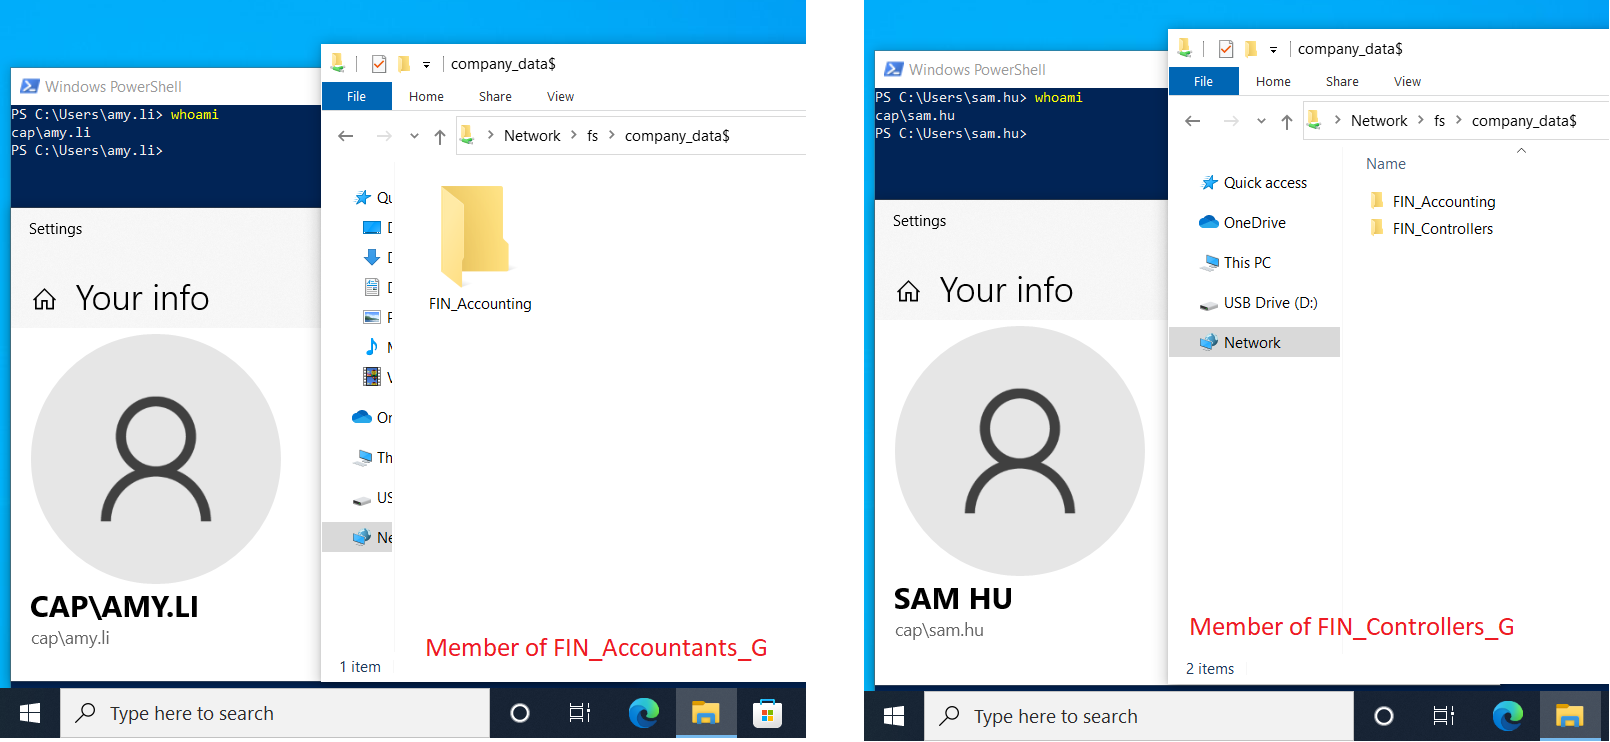 Windows PowerShell
PS C:\Users\amy.li> whoami
cap\amy.li
PS C:\Users\amy.li>
Settings
Your info
CAP\AMY.LI
cap\amy.li
company_data$
File Home Share View
Network fs company_data$
Qu
D
D
D
P
M
V
On
Th
US
Ne
FIN_Accounting
Member of FIN_Accountants_G
1 item
Type here to search
Windows PowerShell
PS C:\Users\sam.hu> whoami
cap\sam.hu
PS C:\Users\sam.hu>
Settings
Your info
SAM HU
cap\sam.hu
company_data$
File Home Share View
Network fs company_data$
Name
Quick access
OneDrive
This PC
USB Drive (D:)
Network
FIN_Accounting
FIN_Controllers
Member of FIN_Controllers_G
2 items
Type here to search